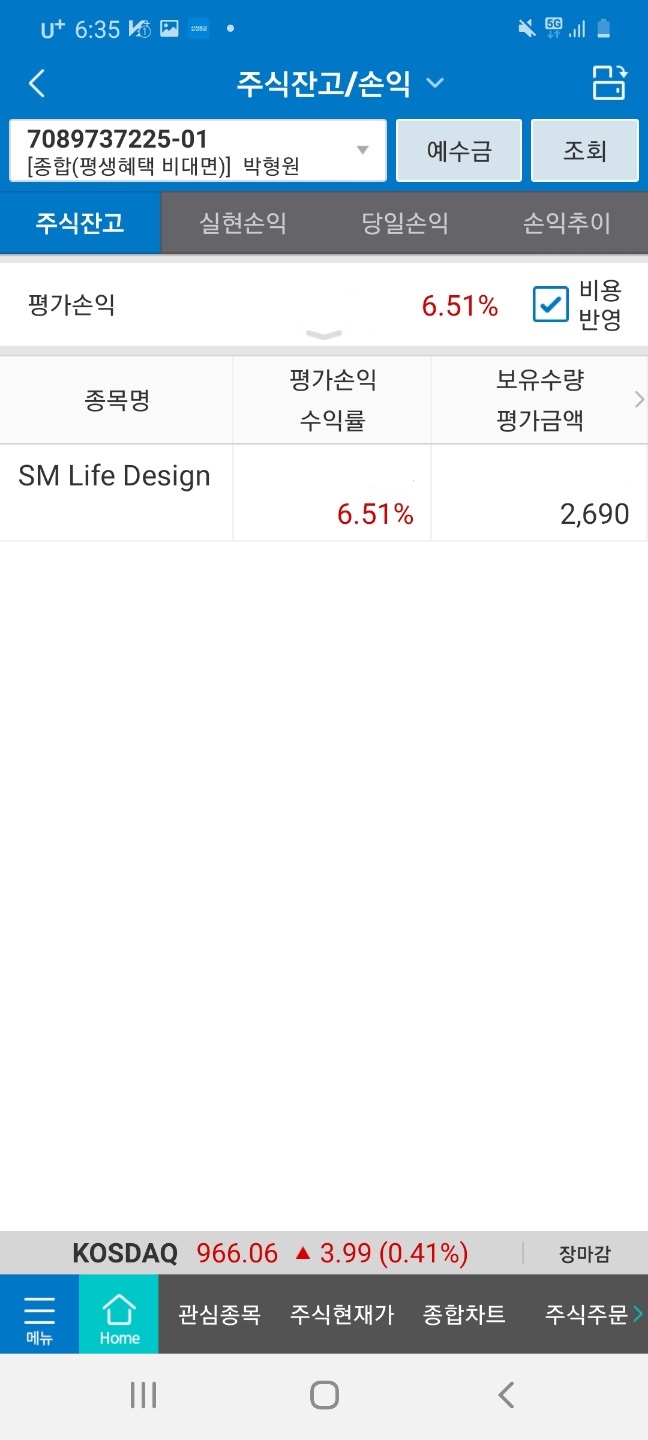 U+ 6:35
5G
주식잔고/손익
7089737225-01
[종합(평생혜택 비대면)] 박형원
예수금
조회
주식잔고 실현손익 당일손익 손익추이
평가손익 6.51% 비용
반영
종목명 평가손익 보유수량
수익률 평가금액
SM Life Design
6.51% 2,690
KOSDAQ 966.06 ▲ 3.99 (0.41%) 장마감
메뉴 Home 관심종목 주식현재가 종합차트 주식주문